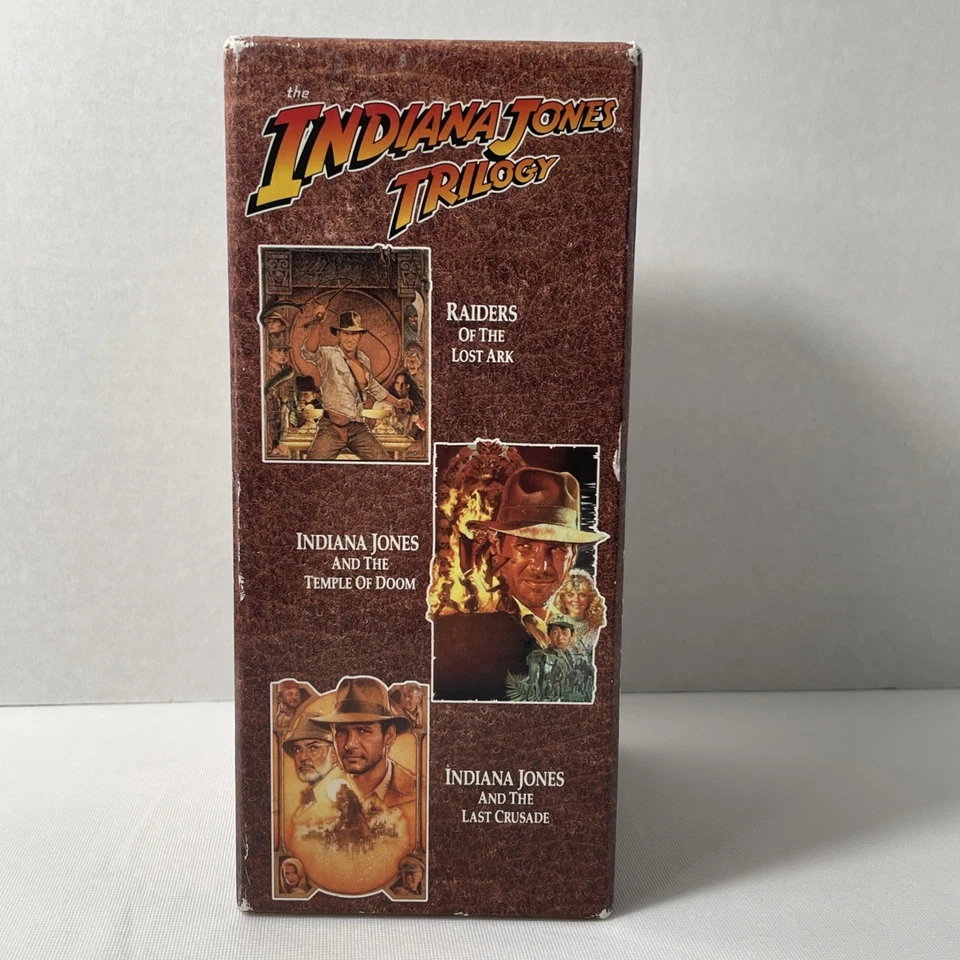 the
INDIANA JONES™
TRILOGY
RAIDERS
OF THE
LOST ARK
INDIANA JONES
AND THE
TEMPLE OF DOOM
INDIANA JONES
AND THE
LAST CRUSADE